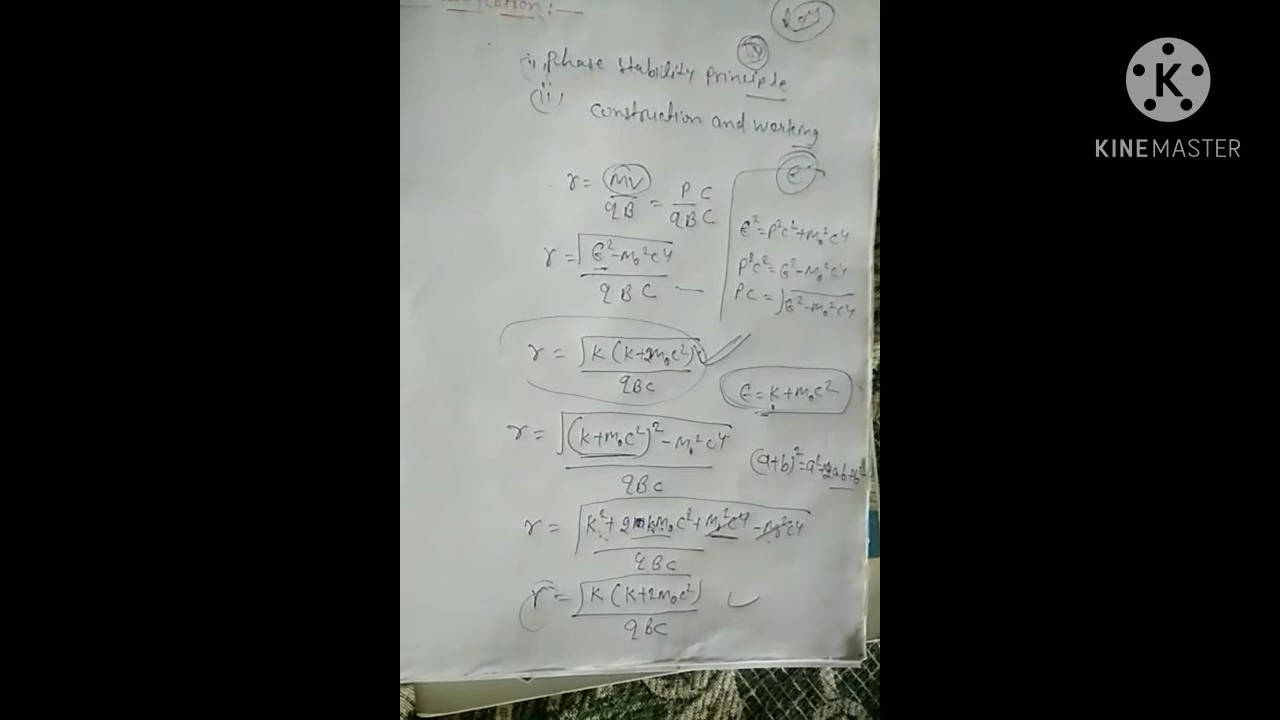 (i) Phase stability principle
(ii) construction and working
r = MV/qB = PC/qBC
r = √(E²-m₀²c⁴)/qBC
r = √(K(K+2m₀c²))/qBC
r = √((K+m₀c²)²-m₀²c⁴)/qBC
r = √(K²+2Km₀c²+m₀²c⁴-m₀²c⁴)/qBC
r = √(K(K+2m₀c²))/qBC
E²=P²c²+m₀²c⁴
P²c²=E²-m₀²c⁴
PC=√(E²-m₀²c⁴)
E=K+m₀c²
(a+b)²=a²+2ab+b²
K
KINEMASTER